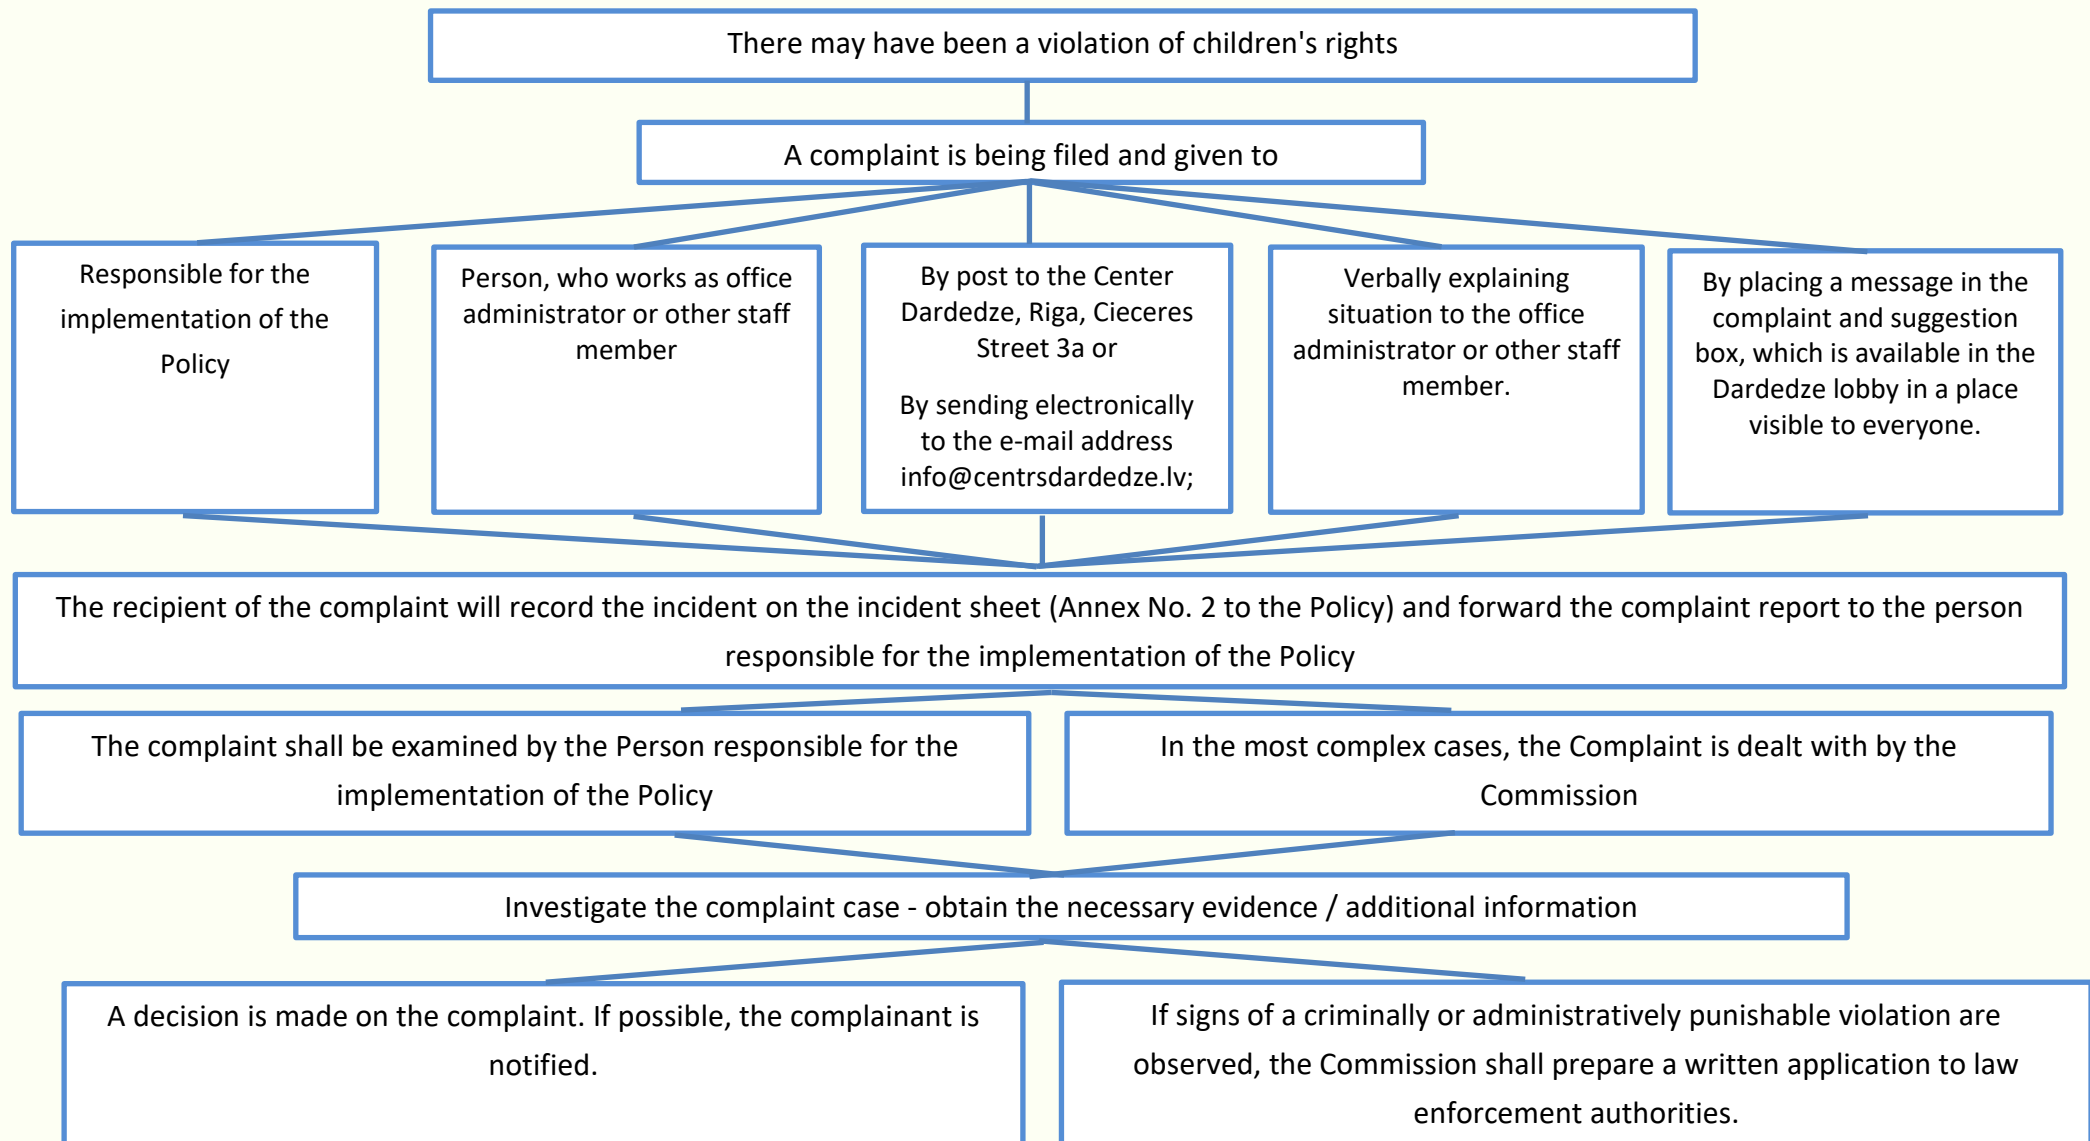 There may have been a violation of children's rights
A complaint is being filed and given to
Responsible for the
implementation of the
Policy
Person, who works as office
administrator or other staff
member
By post to the Center
Dardedze, Riga, Cieceres
Street 3a or
By sending electronically
to the e-mail address
info@centrsdardedze.lv;
Verbally explaining
situation to the office
administrator or other staff
member.
By placing a message in the
complaint and suggestion
box, which is available in the
Dardedze lobby in a place
visible to everyone.
The recipient of the complaint will record the incident on the incident sheet (Annex No. 2 to the Policy) and forward the complaint report to the person
responsible for the implementation of the Policy
The complaint shall be examined by the Person responsible for the
implementation of the Policy
In the most complex cases, the Complaint is dealt with by the
Commission
Investigate the complaint case - obtain the necessary evidence / additional information
A decision is made on the complaint. If possible, the complainant is
notified.
If signs of a criminally or administratively punishable violation are
observed, the Commission shall prepare a written application to law
enforcement authorities.